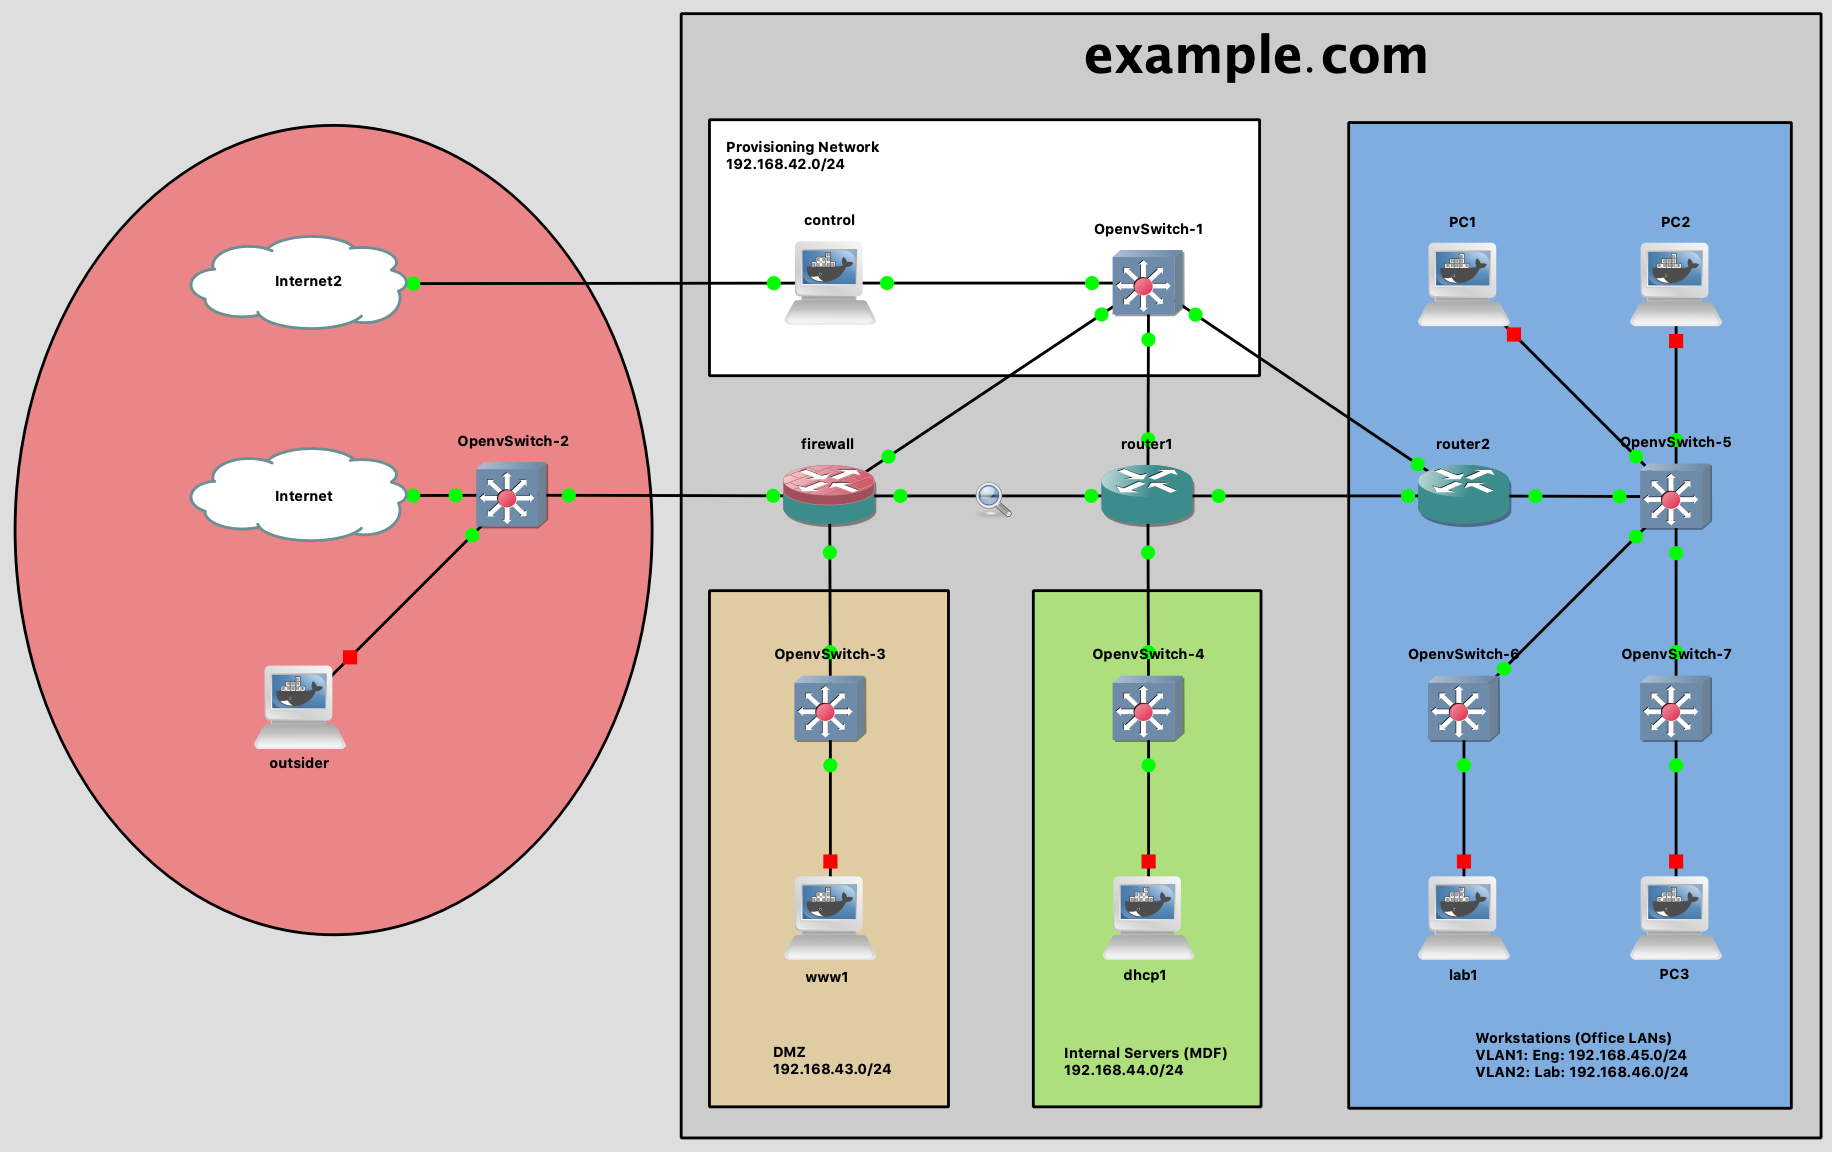 example.com
Provisioning Network
192.168.42.0/24
control
OpenvSwitch-1
PC1
PC2
Internet2
OpenvSwitch-2
firewall
router1
router2
OpenvSwitch-5
Internet
OpenvSwitch-3
OpenvSwitch-4
OpenvSwitch-6
OpenvSwitch-7
outsider
www1
dhcp1
lab1
PC3
DMZ
192.168.43.0/24
Internal Servers (MDF)
192.168.44.0/24
Workstations (Office LANs)
VLAN1: Eng: 192.168.45.0/24
VLAN2: Lab: 192.168.46.0/24